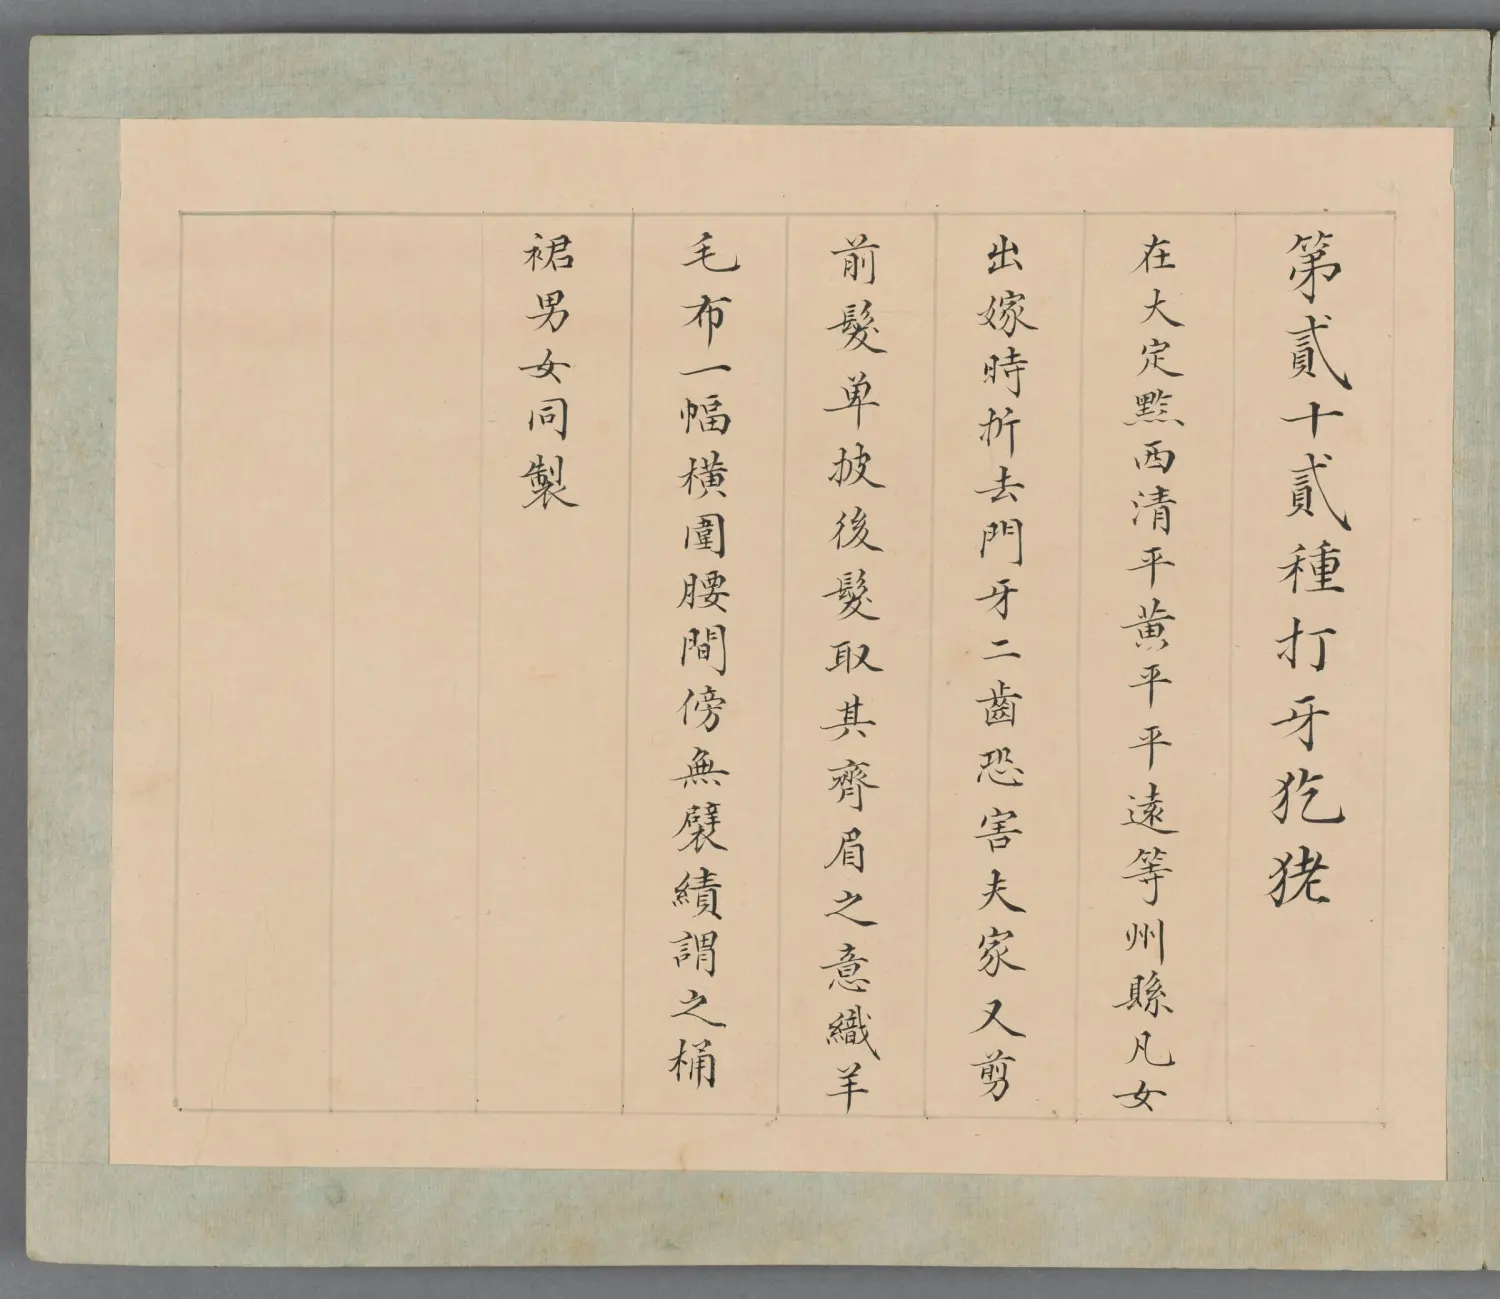 第貳十貳種打牙犵狫
在大定黔西清平黃平平遠等州縣凡女
出嫁時折去門牙二齒恐害夫家又剪
前髮单披後髮取其齊眉之意織羊
毛布一幅橫圍腰間傍無襞績謂之桶
裙男女同製